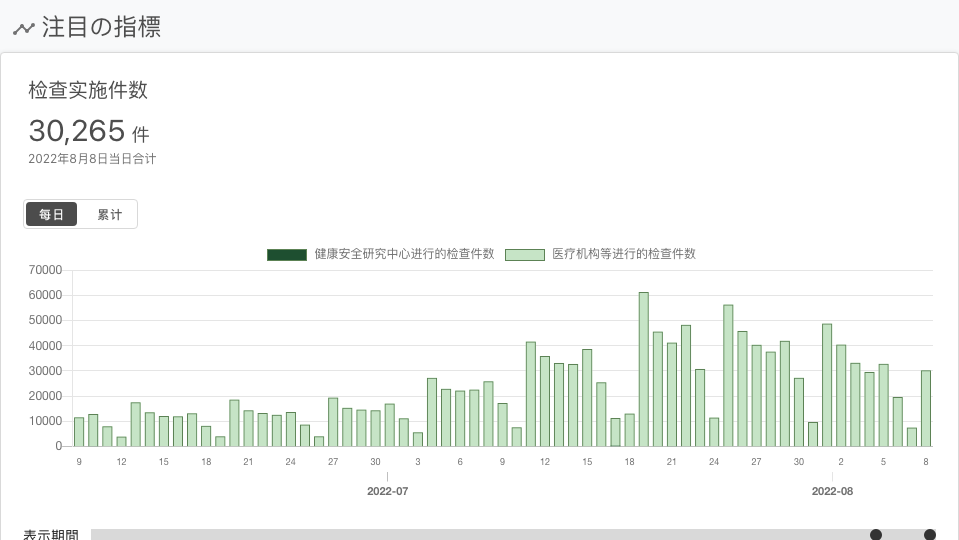 注目の指標
检查实施件数
30,265 件
2022年8月8日当日合计
每日 累计
健康安全研究中心进行的检查件数 医疗机构等进行的检查件数
70000
60000
50000
40000
30000
20000
10000
0
9 12 15 18 21 24 27 30 3 6 9 12 15 18 21 24 27 30 2 5 8
2022-07 2022-08
表示期間